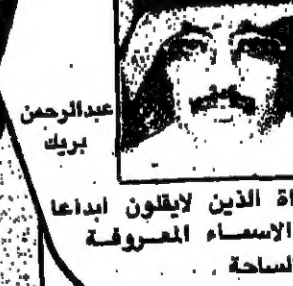 عبدالرحمن
بريك
اة الذين لايقلون ابداعا
الاسماء المعروفة
لساحة